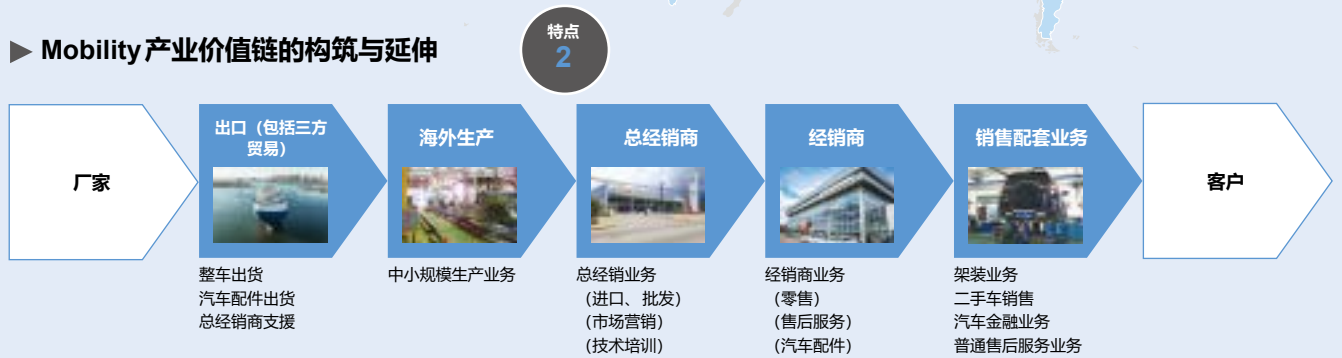 特点
2
▶ Mobility产业价值链的构筑与延伸
厂家
出口（包括三方
贸易）
海外生产
总经销商
经销商
销售配套业务
客户
整车出货
汽车配件出货
总经销商支援
中小规模生产业务
总经销业务
（进口、批发）
（市场营销）
（技术培训）
经销商业务
（零售）
（售后服务）
（汽车配件）
架装业务
二手车销售
汽车金融业务
普通售后服务业务